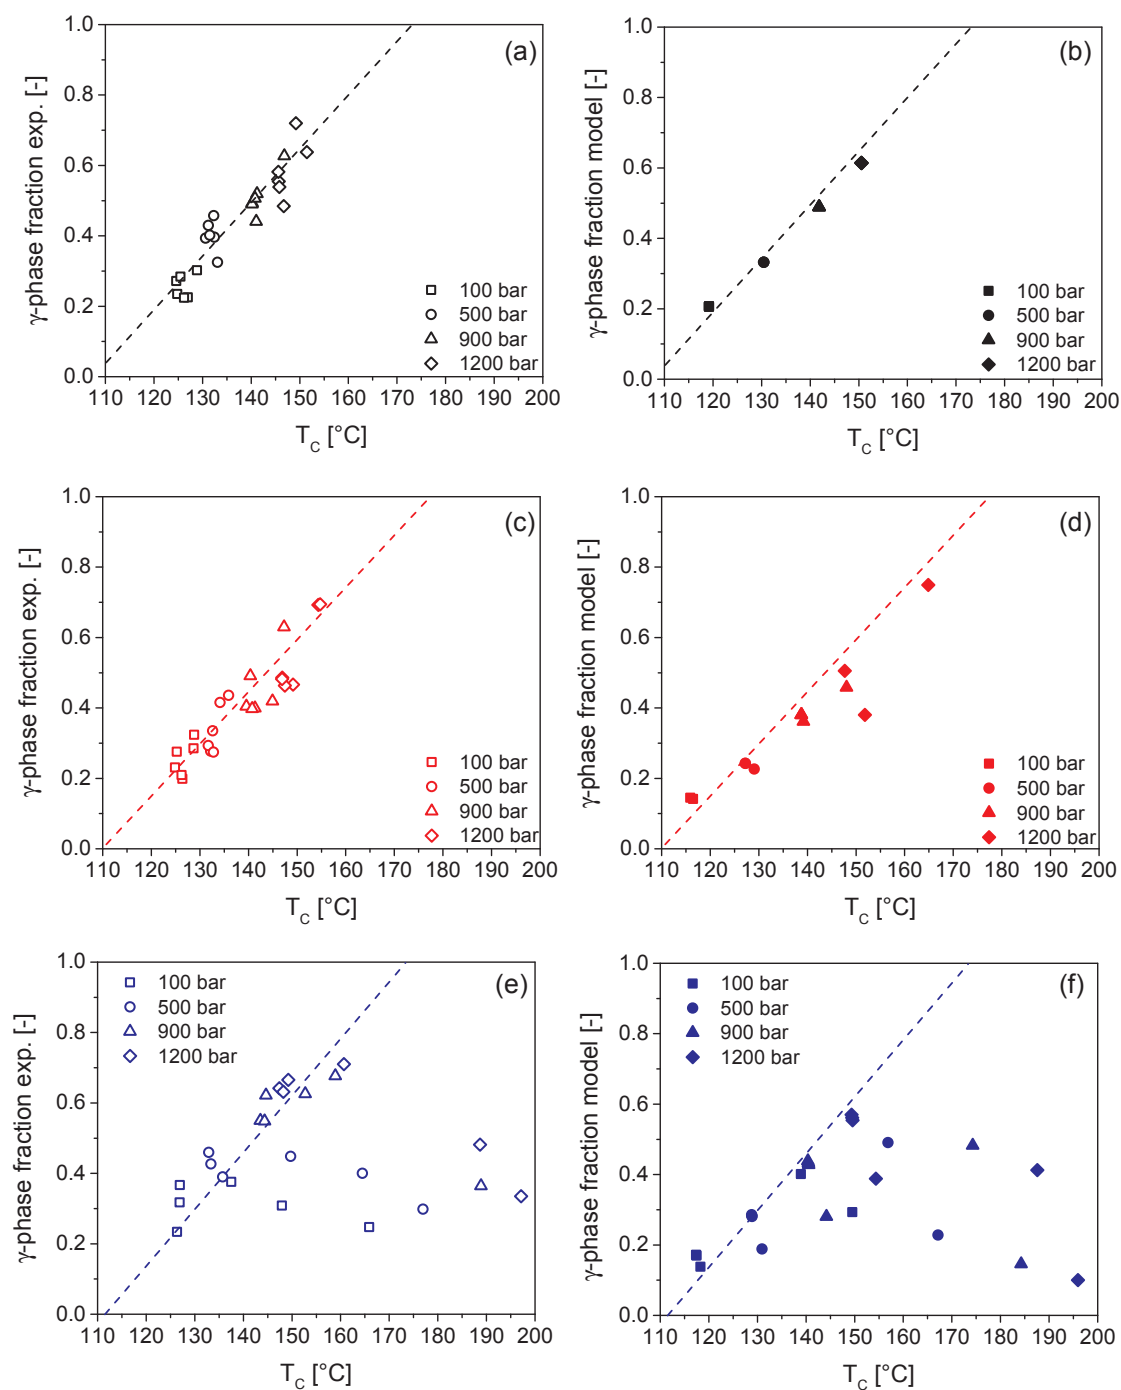 (a)
γ-phase fraction exp. [-]
1.0
0.8
0.6
0.4
0.2
0.0
100 bar
500 bar
900 bar
1200 bar
110 120 130 140 150 160 170 180 190 200
T_C [°C]
(b)
γ-phase fraction model [-]
1.0
0.8
0.6
0.4
0.2
0.0
100 bar
500 bar
900 bar
1200 bar
110 120 130 140 150 160 170 180 190 200
T_C [°C]
(c)
γ-phase fraction exp. [-]
1.0
0.8
0.6
0.4
0.2
0.0
100 bar
500 bar
900 bar
1200 bar
110 120 130 140 150 160 170 180 190 200
T_C [°C]
(d)
γ-phase fraction model [-]
1.0
0.8
0.6
0.4
0.2
0.0
100 bar
500 bar
900 bar
1200 bar
110 120 130 140 150 160 170 180 190 200
T_C [°C]
(e)
γ-phase fraction exp. [-]
1.0
0.8
0.6
0.4
0.2
0.0
100 bar
500 bar
900 bar
1200 bar
110 120 130 140 150 160 170 180 190 200
T_C [°C]
(f)
γ-phase fraction model [-]
1.0
0.8
0.6
0.4
0.2
0.0
100 bar
500 bar
900 bar
1200 bar
110 120 130 140 150 160 170 180 190 200
T_C [°C]